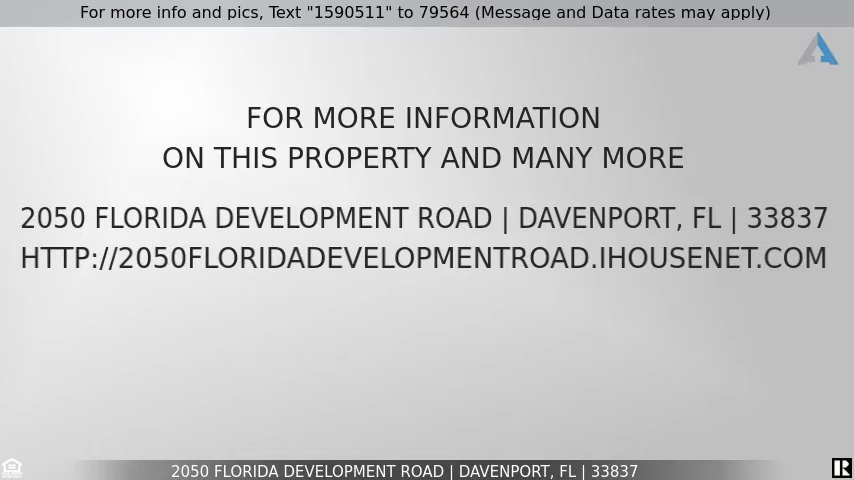 For more info and pics, Text "1590511" to 79564 (Message and Data rates may apply)
FOR MORE INFORMATION
ON THIS PROPERTY AND MANY MORE
2050 FLORIDA DEVELOPMENT ROAD | DAVENPORT, FL | 33837
HTTP://2050FLORIDADEVELOPMENTROAD.IHOUSENET.COM
2050 FLORIDA DEVELOPMENT ROAD | DAVENPORT, FL | 33837